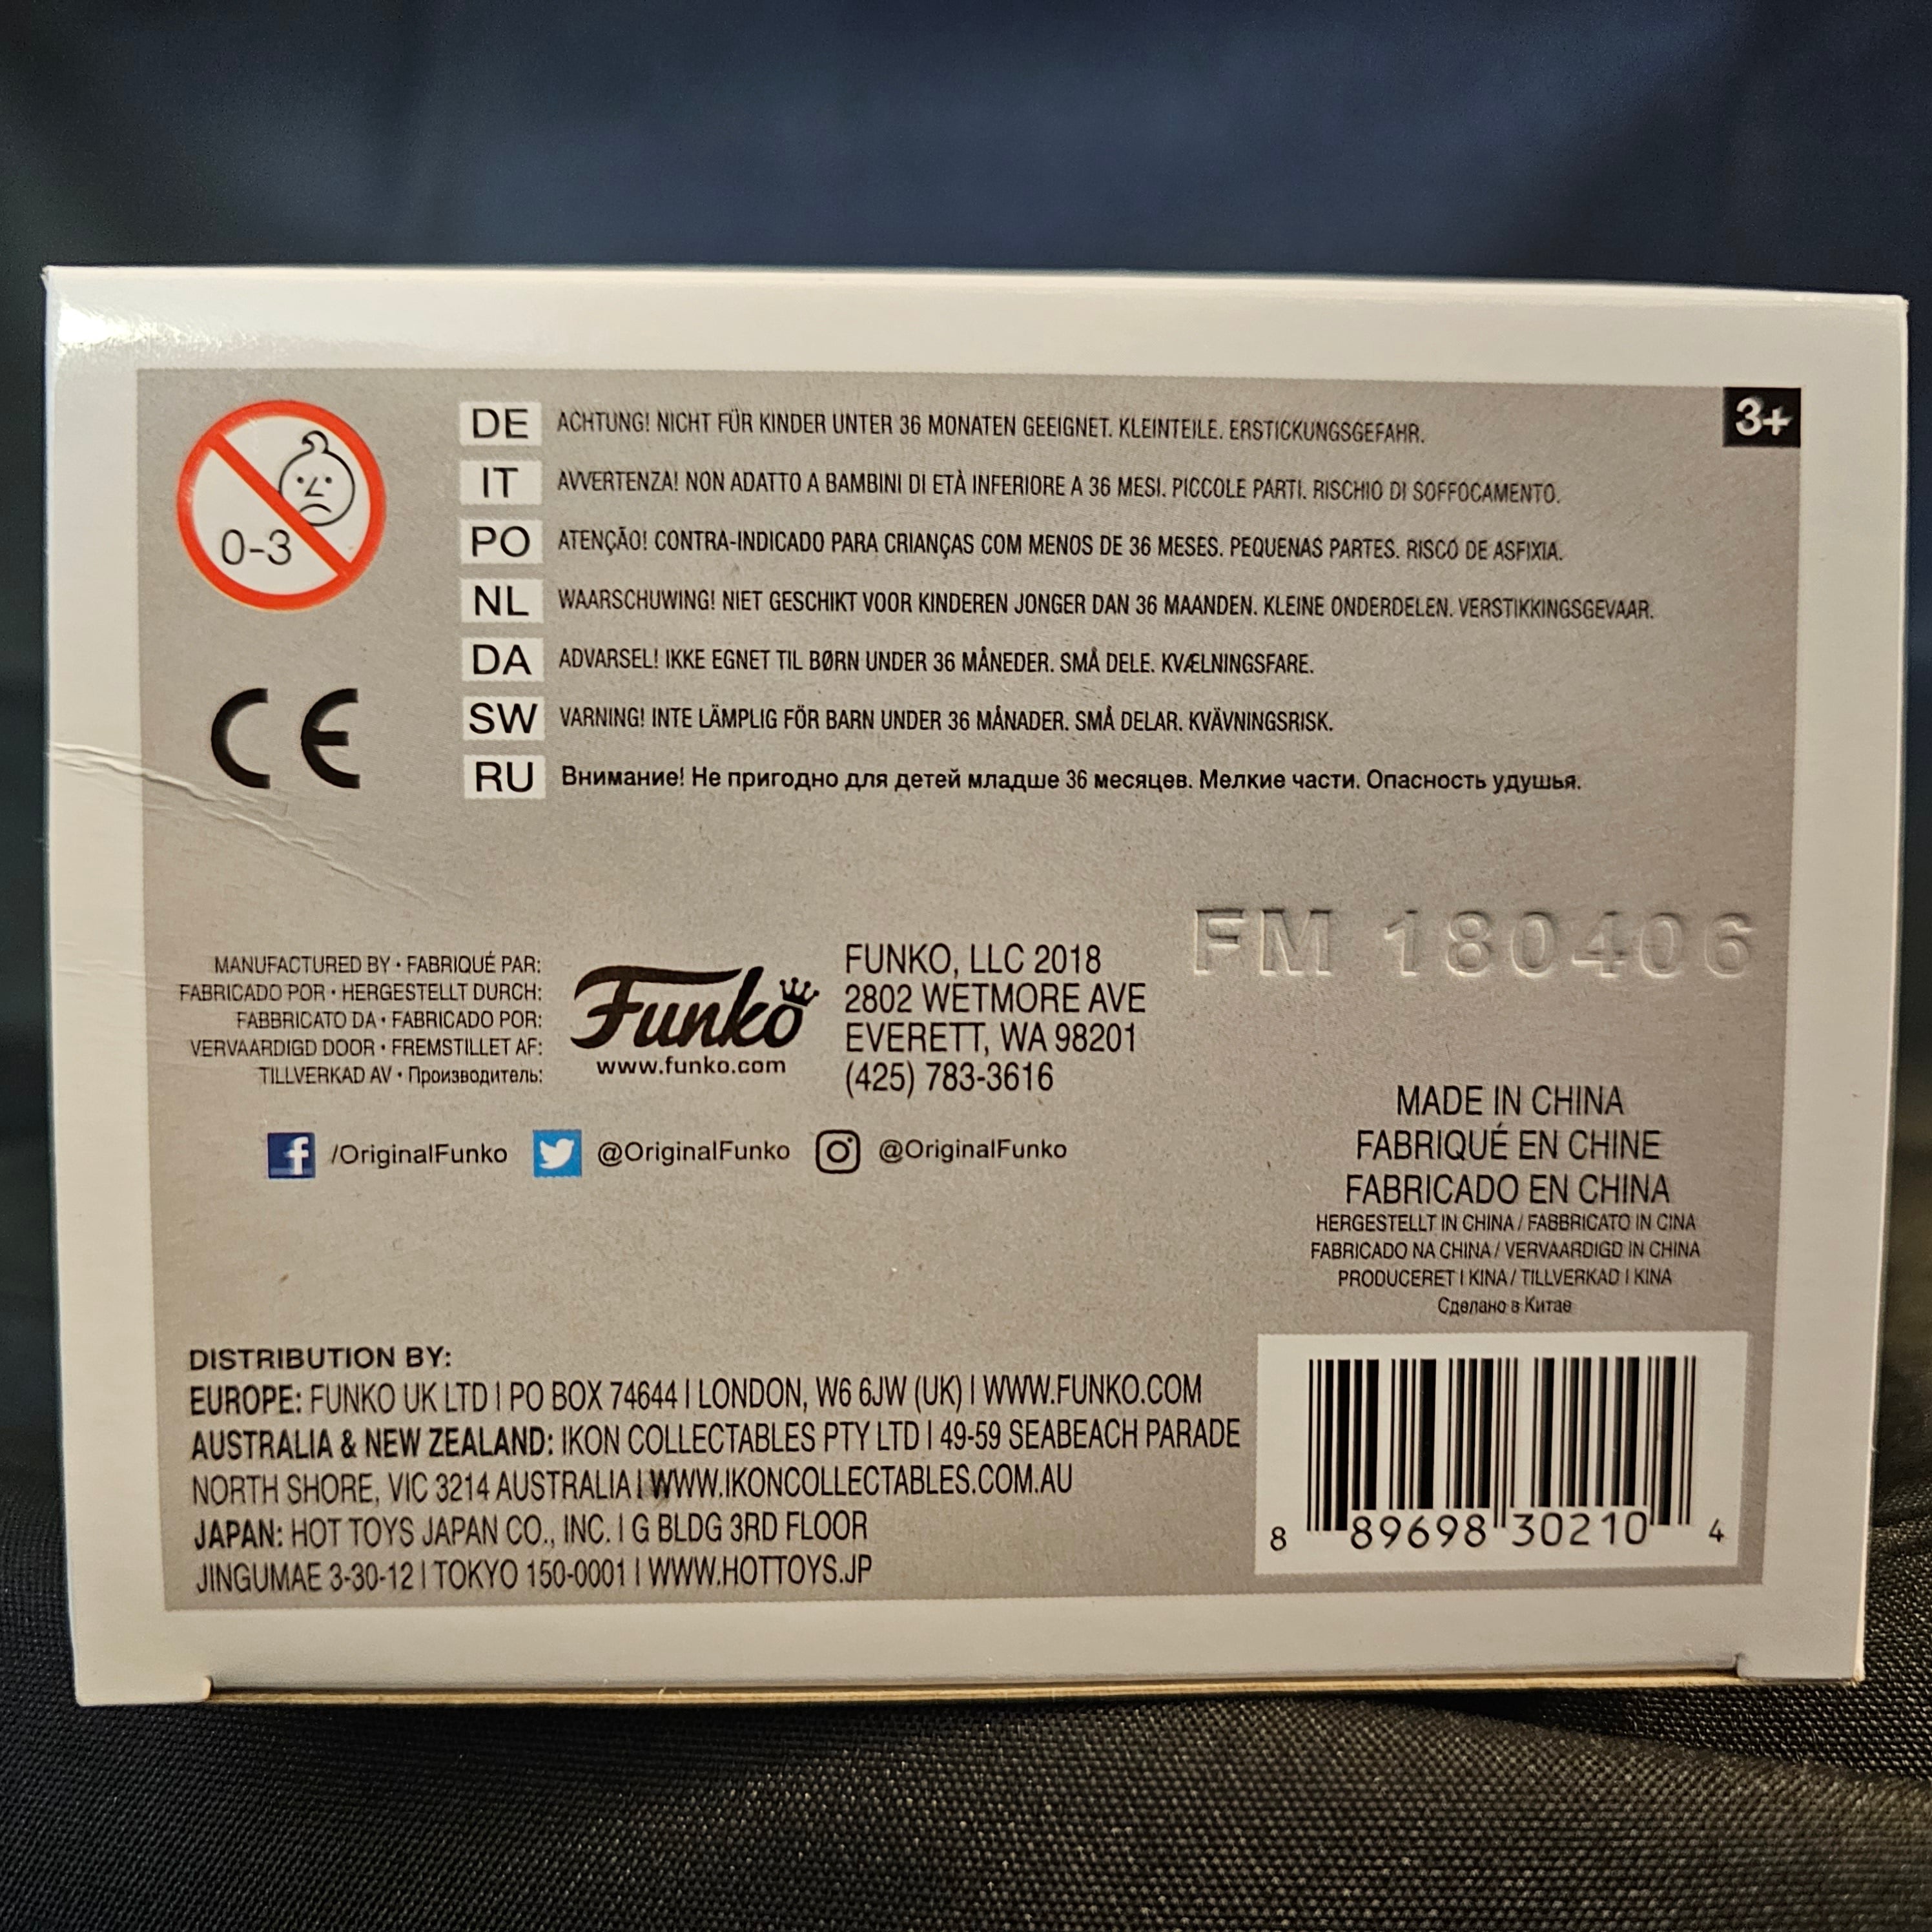 0-3
DE ACHTUNG! NICHT FÜR KINDER UNTER 36 MONATEN GEEIGNET. KLEINTEILE. ERSTICKUNGSGEFAHR.
3+
IT AVVERTENZA! NON ADATTO A BAMBINI DI ETÀ INFERIORE A 36 MESI. PICCOLE PARTI. RISCHIO DI SOFFOCAMENTO.
PO ATENÇÃO! CONTRA-INDICADO PARA CRIANÇAS COM MENOS DE 36 MESES. PEQUENAS PARTES. RISCO DE ASFIXIA.
NL WAARSCHUWING! NIET GESCHIKT VOOR KINDEREN JONGER DAN 36 MAANDEN. KLEINE ONDERDELEN. VERSTIKKINGSGEVAAR.
DA ADVARSEL! IKKE EGNET TIL BØRN UNDER 36 MÅNEDER. SMÅ DELE. KVÆLNINGSFARE.
SW VARNING! INTE LÄMPLIG FÖR BARN UNDER 36 MÅNADER. SMÅ DELAR. KVÄVNINGSRISK.
RU Внимание! Не пригодно для детей младше 36 месяцев. Мелкие части. Опасность удушья.
CE
FM 180406
MANUFACTURED BY • FABRIQUÉ PAR:
FABRICADO POR • HERGESTELLT DURCH:
FABBRICATO DA • FABRICADO POR:
VERVAARDIGD DOOR • FREMSTILLET AF:
TILLVERKAD AV • Производитель:
Funko
www.funko.com
FUNKO, LLC 2018
2802 WETMORE AVE
EVERETT, WA 98201
(425) 783-3616
/OriginalFunko @OriginalFunko @OriginalFunko
MADE IN CHINA
FABRIQUÉ EN CHINE
FABRICADO EN CHINA
HERGESTELLT IN CHINA / FABBRICATO IN CINA
FABRICADO NA CHINA / VERVAARDIGD IN CHINA
PRODUCERET I KINA / TILLVERKAD I KINA
Сделано в Китае
DISTRIBUTION BY:
EUROPE: FUNKO UK LTD | PO BOX 74644 | LONDON, W6 6JW (UK) | WWW.FUNKO.COM
AUSTRALIA & NEW ZEALAND: IKON COLLECTABLES PTY LTD | 49-59 SEABEACH PARADE
NORTH SHORE, VIC 3214 AUSTRALIA | WWW.IKONCOLLECTABLES.COM.AU
JAPAN: HOT TOYS JAPAN CO., INC. | G BLDG 3RD FLOOR
JINGUMAE 3-30-12 | TOKYO 150-0001 | WWW.HOTTOYS.JP
8 89698 30210 4